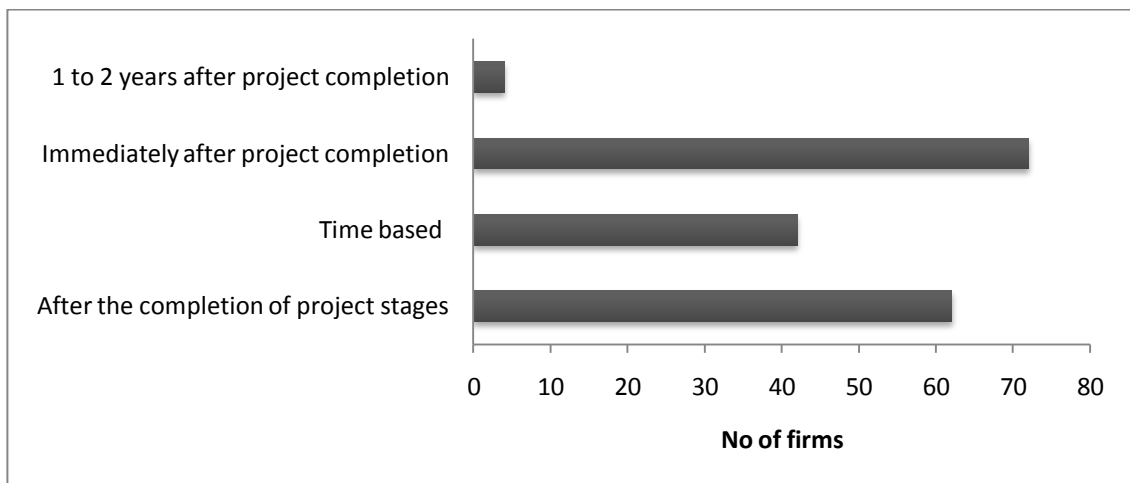 1 to 2 years after project completion
Immediately after project completion
Time based
After the completion of project stages
0 10 20 30 40 50 60 70 80
No of firms